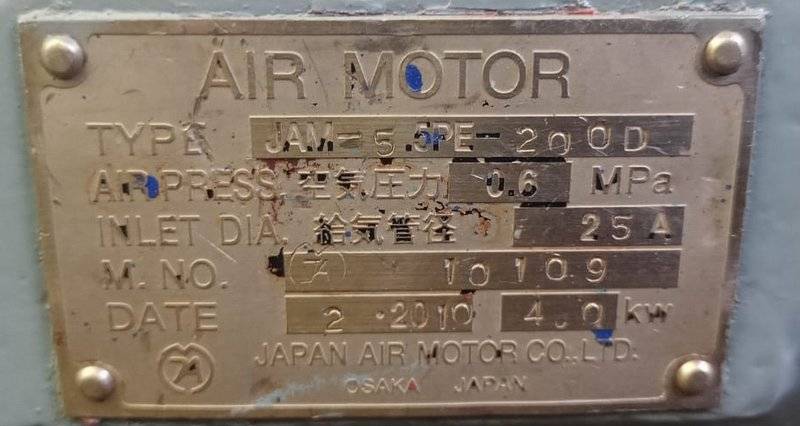 AIR MOTOR
TYPE JAM-5.5PE-200D
AIR PRESS. 空気圧力 0.6 MPa
INLET DIA. 給気管径 25A
M. NO. 10109
DATE 2.2010 4.0 kW
JAPAN AIR MOTOR CO., LTD.
OSAKA JAPAN